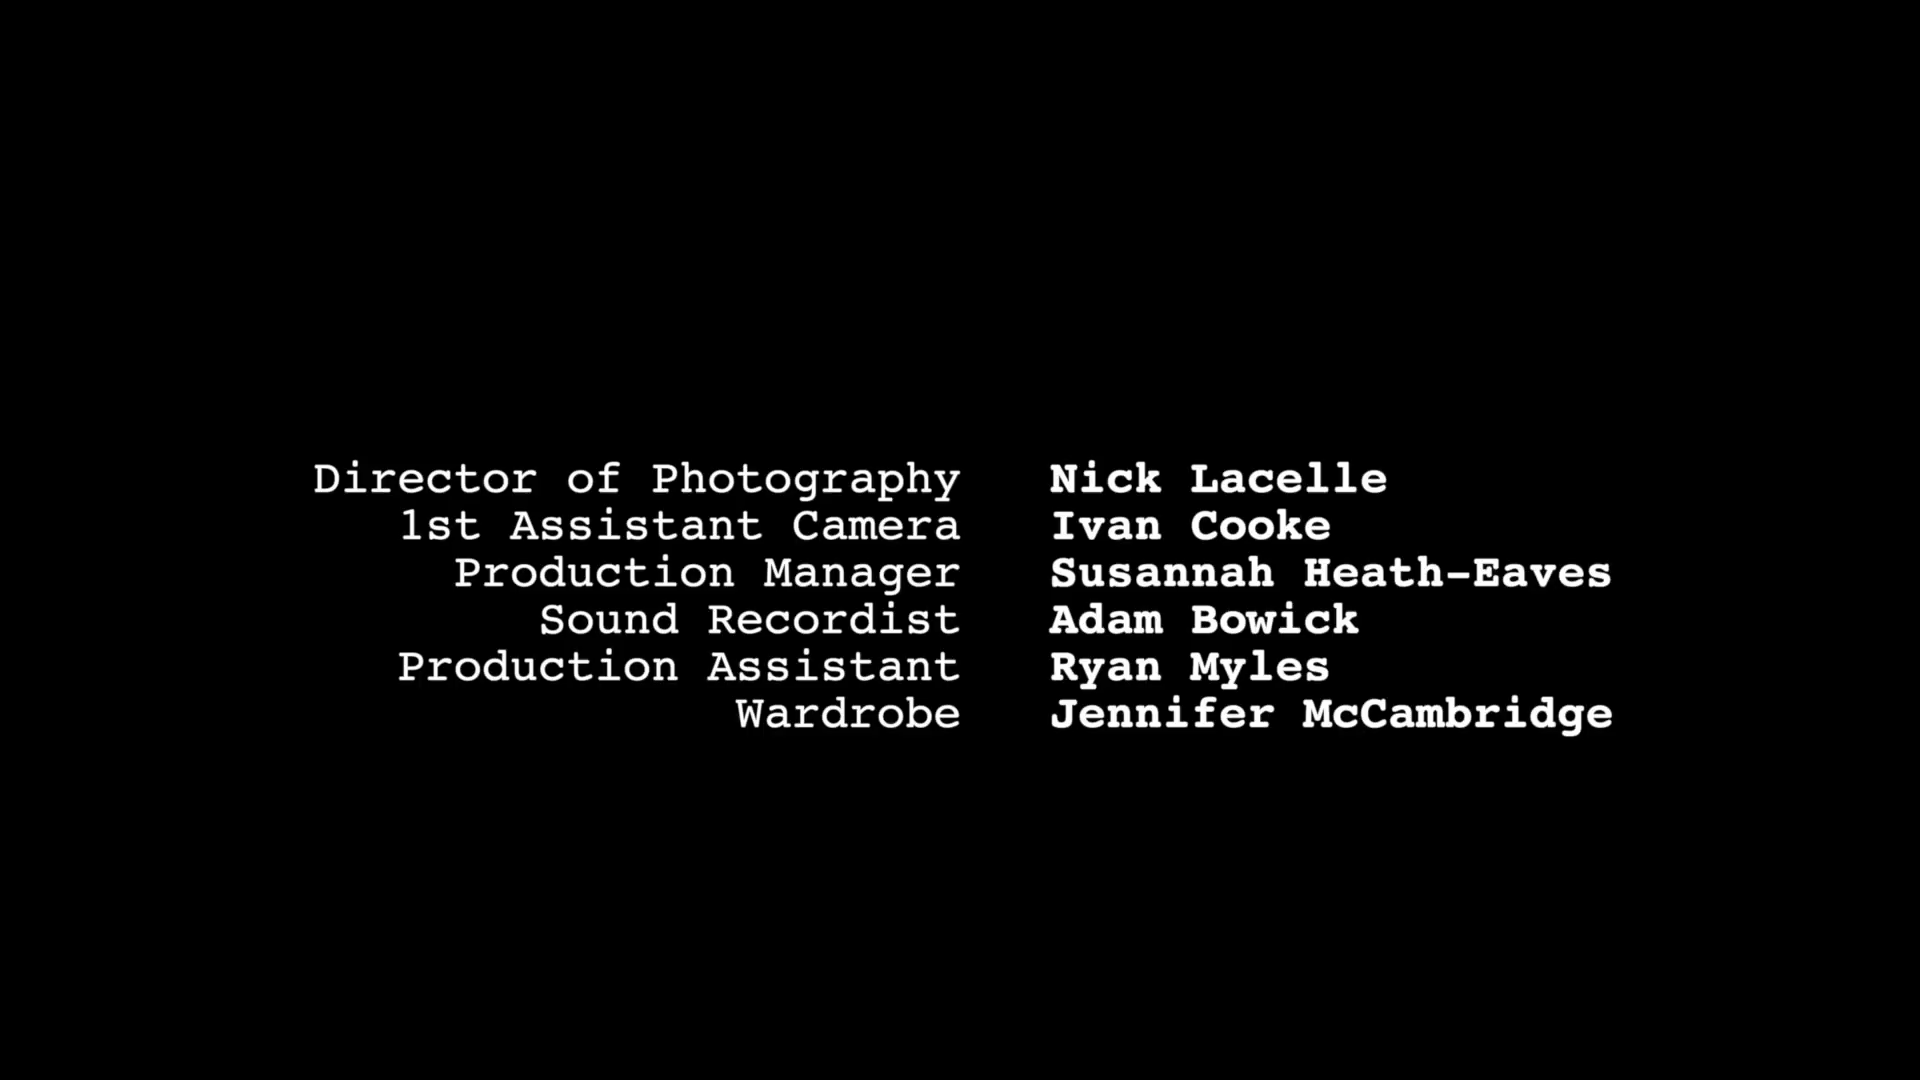 Director of Photography Nick Lacelle
1st Assistant Camera Ivan Cooke
Production Manager Susannah Heath-Eaves
Sound Recordist Adam Bowick
Production Assistant Ryan Myles
Wardrobe Jennifer McCambridge